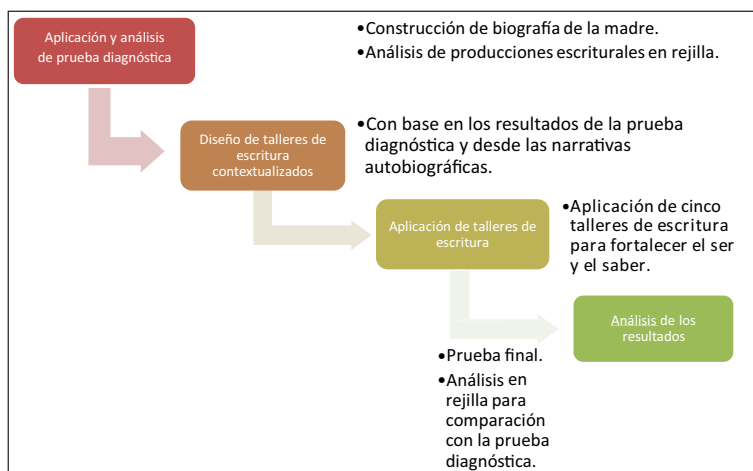 Aplicación y análisis
de prueba diagnóstica
•Construcción de biografía de la madre.
•Análisis de producciones escriturales en rejilla.
Diseño de talleres de
escritura
contextualizados
•Con base en los resultados de la prueba
diagnóstica y desde las narrativas
autobiográficas.
Aplicación de talleres de
escritura
•Aplicación de cinco
talleres de escritura
para fortalecer el ser
y el saber.
Análisis de los
resultados
•Prueba final.
•Análisis en
rejilla para
comparación
con la prueba
diagnóstica.